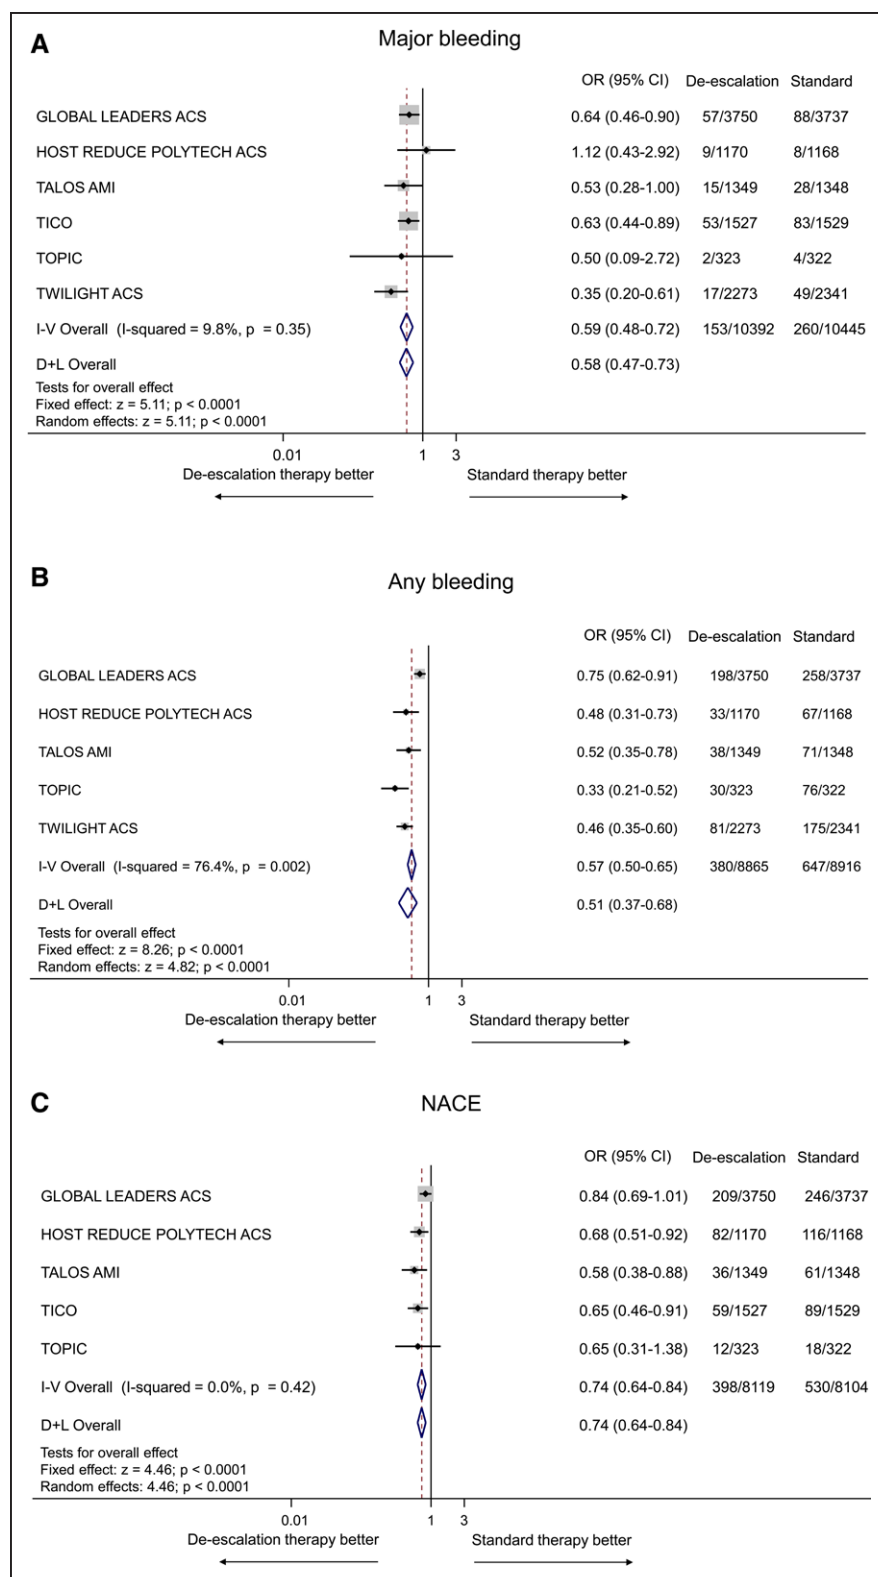 A
Major bleeding
OR (95% CI) De-escalation Standard
GLOBAL LEADERS ACS 0.64 (0.46-0.90) 57/3750 88/3737
HOST REDUCE POLYTECH ACS 1.12 (0.43-2.92) 9/1170 8/1168
TALOS AMI 0.53 (0.28-1.00) 15/1349 28/1348
TICO 0.63 (0.44-0.89) 53/1527 83/1529
TOPIC 0.50 (0.09-2.72) 2/323 4/322
TWILIGHT ACS 0.35 (0.20-0.61) 17/2273 49/2341
I-V Overall (I-squared = 9.8%, p = 0.35) 0.59 (0.48-0.72) 153/10392 260/10445
D+L Overall 0.58 (0.47-0.73)
Tests for overall effect
Fixed effect: z = 5.11; p < 0.0001
Random effects: z = 5.11; p < 0.0001
0.01 1 3
De-escalation therapy better Standard therapy better
B
Any bleeding
OR (95% CI) De-escalation Standard
GLOBAL LEADERS ACS 0.75 (0.62-0.91) 198/3750 258/3737
HOST REDUCE POLYTECH ACS 0.48 (0.31-0.73) 33/1170 67/1168
TALOS AMI 0.52 (0.35-0.78) 38/1349 71/1348
TOPIC 0.33 (0.21-0.52) 30/323 76/322
TWILIGHT ACS 0.46 (0.35-0.60) 81/2273 175/2341
I-V Overall (I-squared = 76.4%, p = 0.002) 0.57 (0.50-0.65) 380/8865 647/8916
D+L Overall 0.51 (0.37-0.68)
Tests for overall effect
Fixed effect: z = 8.26; p < 0.0001
Random effects: z = 4.82; p < 0.0001
0.01 1 3
De-escalation therapy better Standard therapy better
C
NACE
OR (95% CI) De-escalation Standard
GLOBAL LEADERS ACS 0.84 (0.69-1.01) 209/3750 246/3737
HOST REDUCE POLYTECH ACS 0.68 (0.51-0.92) 82/1170 116/1168
TALOS AMI 0.58 (0.38-0.88) 36/1349 61/1348
TICO 0.65 (0.46-0.91) 59/1527 89/1529
TOPIC 0.65 (0.31-1.38) 12/323 18/322
I-V Overall (I-squared = 0.0%, p = 0.42) 0.74 (0.64-0.84) 398/8119 530/8104
D+L Overall 0.74 (0.64-0.84)
Tests for overall effect
Fixed effect: z = 4.46; p < 0.0001
Random effects: 4.46; p < 0.0001
0.01 1 3
De-escalation therapy better Standard therapy better